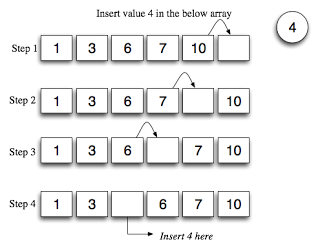 Insert value 4 in the below array
4
Step 1 1 3 6 7 10
Step 2 1 3 6 7 10
Step 3 1 3 6 7 10
Step 4 1 3 6 7 10
Insert 4 here